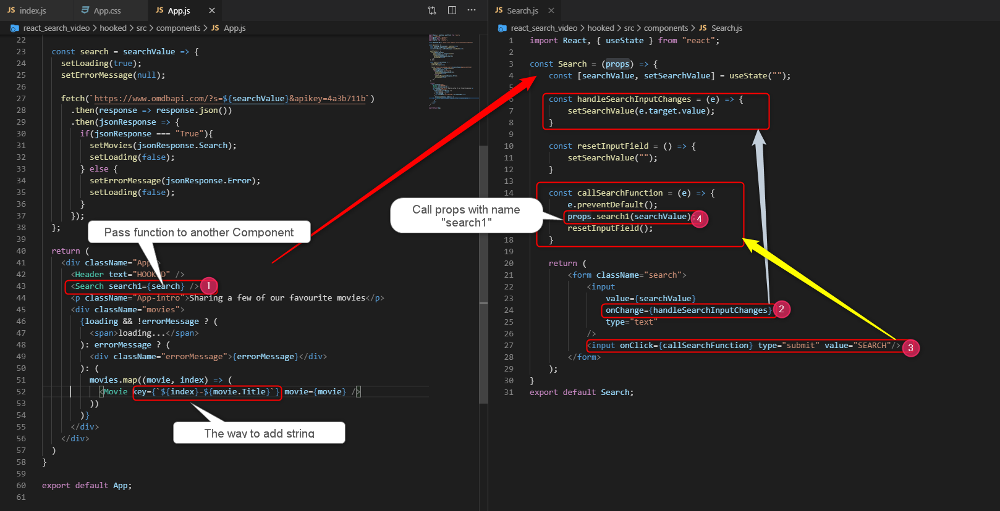 JS index.js
App.css
JS App.js
react_search_video > hooked > src > components > JS App.js
22
23 const search = searchValue => {
24 setLoading(true);
25 setErrorMessage(null);
26
27 fetch(`https://www.omdbapi.com/?s=${searchValue}&apikey=4a3b711b`)
28 .then(response => response.json())
29 .then(jsonResponse => {
30 if(jsonResponse === "True"){
31 setMovies(jsonResponse.Search);
32 setLoading(false);
33 } else {
34 setErrorMessage(jsonResponse.Error);
35 setLoading(false);
36 }
37 });
38 };
Pass function to another Component
39
40 return (
41 <div className="App">
42 <Header text="HOOKED" />
43 <Search search1={search} /> 1
44 <p className="App-intro">Sharing a few of our favourite movies</p>
45 <div className="movies">
46 {loading && !errorMessage ? (
47 <span>loading...</span>
48 ): errorMessage ? (
49 <div className="errorMessage">{errorMessage}</div>
50 ): (
51 movies.map((movie, index) => (
52 <Movie key={`${index}-${movie.Title}`} movie={movie} />
53 ))
54 )}
55 </div>
The way to add string
56 </div>
57 )
58 }
59
60 export default App;
61
JS Search.js
react_search_video > hooked > src > components > JS Search.js
1 import React, { useState } from "react";
2
3 const Search = (props) => {
4 const [searchValue, setSearchValue] = useState("");
5
6 const handleSearchInputChanges = (e) => {
7 setSearchValue(e.target.value);
8 }
9
10 const resetInputField = () => {
11 setSearchValue("");
12 }
13
14 const callSearchFunction = (e) => {
e.preventDefault();
Call props with name
"search1"
props.search1(searchValue) 4
resetInputField();
18 }
19
20 return (
21 <form className="search">
22 <input
23 value={searchValue}
24 onChange={handleSearchInputChanges} 2
25 type="text"
26 />
27 <input onClick={callSearchFunction} type="submit" value="SEARCH"/> 3
28 </form>
29 );
30 }
31 export default Search;